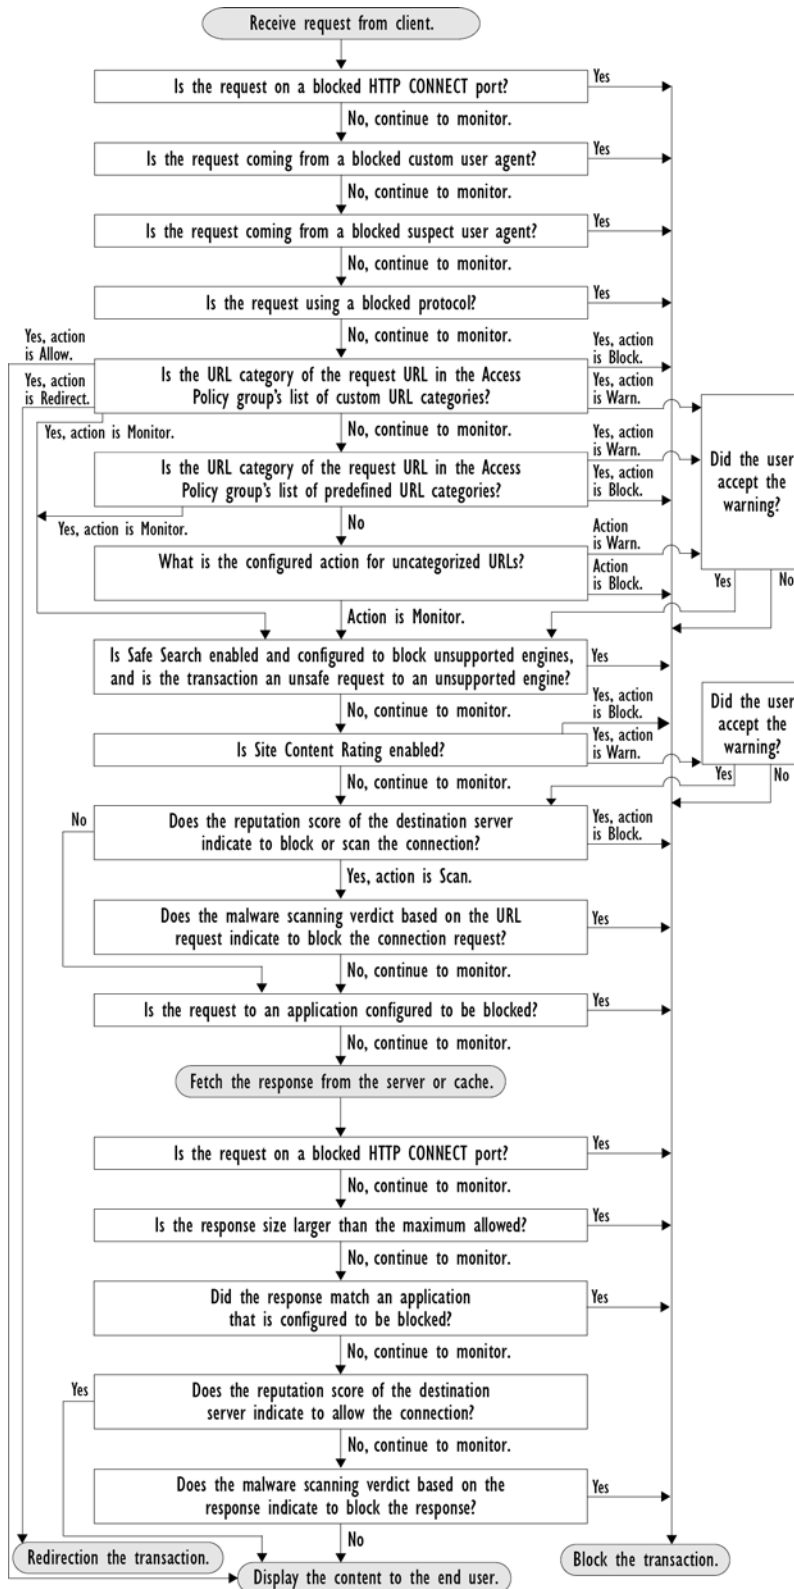 Receive request from client.
Is the request on a blocked HTTP CONNECT port?
Yes
No, continue to monitor.
Is the request coming from a blocked custom user agent?
Yes
No, continue to monitor.
Is the request coming from a blocked suspect user agent?
Yes
No, continue to monitor.
Is the request using a blocked protocol?
Yes
No, continue to monitor.
Yes, action
is Allow.
Yes, action
is Redirect.
Yes, action is Monitor.
Is the URL category of the request URL in the Access
Policy group's list of custom URL categories?
Yes, action
is Block.
Yes, action
is Warn.
No, continue to monitor.
Is the URL category of the request URL in the Access
Policy group's list of predefined URL categories?
Yes, action
is Warn.
Yes, action
is Block.
Did the user
accept the
warning?
Yes, action is Monitor.
No
What is the configured action for uncategorized URLs?
Action
is Warn.
Action
is Block.
Yes
No
Action is Monitor.
Is Safe Search enabled and configured to block unsupported engines,
and is the transaction an unsafe request to an unsupported engine?
Yes
No, continue to monitor.
Is Site Content Rating enabled?
Yes, action
is Block.
Yes, action
is Warn.
Did the user
accept the
warning?
Yes
No
No, continue to monitor.
No
Does the reputation score of the destination server
indicate to block or scan the connection?
Yes, action
is Block.
Yes, action is Scan.
Does the malware scanning verdict based on the URL
request indicate to block the connection request?
Yes
No, continue to monitor.
Is the request to an application configured to be blocked?
Yes
No, continue to monitor.
Fetch the response from the server or cache.
Is the request on a blocked HTTP CONNECT port?
Yes
No, continue to monitor.
Is the response size larger than the maximum allowed?
Yes
No, continue to monitor.
Did the response match an application
that is configured to be blocked?
Yes
No, continue to monitor.
Yes
Does the reputation score of the destination
server indicate to allow the connection?
No, continue to monitor.
Does the malware scanning verdict based on the
response indicate to block the response?
Yes
No
Redirection the transaction.
Display the content to the end user.
Block the transaction.